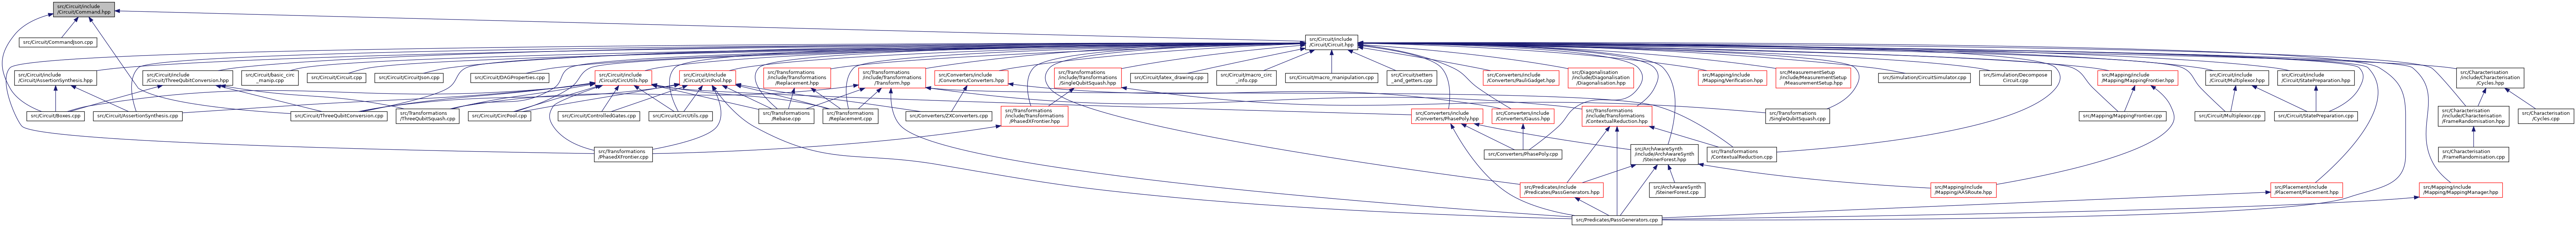 src/Circuit/include
/Circuit/Command.hpp
src/Circuit/CommandJson.cpp
src/Circuit/include
/Circuit/Circuit.hpp
src/Circuit/include
/Circuit/AssertionSynthesis.hpp
src/Circuit/include
/Circuit/ThreeQubitConversion.hpp
src/Circuit/basic_circ
_manip.cpp
src/Circuit/Circuit.cpp
src/Circuit/CircuitJson.cpp
src/Circuit/DAGProperties.cpp
src/Circuit/include
/Circuit/CircUtils.hpp
src/Circuit/include
/Circuit/CircPool.hpp
src/Transformations
/include/Transformations
/Replacement.hpp
src/Transformations
/include/Transformations
/Transform.hpp
src/Converters/include
/Converters/Converters.hpp
src/Transformations
/include/Transformations
/SingleQubitSquash.hpp
src/Circuit/latex_drawing.cpp
src/Circuit/macro_circ
_info.cpp
src/Circuit/macro_manipulation.cpp
src/Circuit/setters
_and_getters.cpp
src/Converters/include
/Converters/PauliGadget.hpp
src/Diagonalisation
/include/Diagonalisation
/Diagonalisation.hpp
src/Mapping/include
/Mapping/Verification.hpp
src/MeasurementSetup
/include/MeasurementSetup
/MeasurementSetup.hpp
src/Simulation/CircuitSimulator.cpp
src/Simulation/Decompose
Circuit.cpp
src/Mapping/include
/Mapping/MappingFrontier.hpp
src/Circuit/include
/Circuit/Multiplexor.hpp
src/Circuit/include
/Circuit/StatePreparation.hpp
src/Characterisation
/include/Characterisation
/Cycles.hpp
src/Circuit/Boxes.cpp
src/Circuit/AssertionSynthesis.cpp
src/Circuit/ThreeQubitConversion.cpp
src/Transformations
/ThreeQubitSquash.cpp
src/Circuit/CircPool.cpp
src/Circuit/ControlledGates.cpp
src/Circuit/CircUtils.cpp
src/Transformations
/Rebase.cpp
src/Transformations
/Replacement.cpp
src/Converters/ZXConverters.cpp
src/Transformations
/include/Transformations
/PhasedXFrontier.hpp
src/Converters/include
/Converters/PhasePoly.hpp
src/Converters/include
/Converters/Gauss.hpp
src/Transformations
/include/Transformations
/ContextualReduction.hpp
src/Transformations
/SingleQubitSquash.cpp
src/Mapping/MappingFrontier.cpp
src/Circuit/Multiplexor.cpp
src/Circuit/StatePreparation.cpp
src/Characterisation
/include/Characterisation
/FrameRandomisation.hpp
src/Characterisation
/Cycles.cpp
src/Transformations
/PhasedXFrontier.cpp
src/Converters/PhasePoly.cpp
src/ArchAwareSynth
/include/ArchAwareSynth
/SteinerForest.hpp
src/Transformations
/ContextualReduction.cpp
src/Characterisation
/FrameRandomisation.cpp
src/Predicates/include
/Predicates/PassGenerators.hpp
src/ArchAwareSynth
/SteinerForest.cpp
src/Mapping/include
/Mapping/AASRoute.hpp
src/Placement/include
/Placement/Placement.hpp
src/Mapping/include
/Mapping/MappingManager.hpp
src/Predicates/PassGenerators.cpp